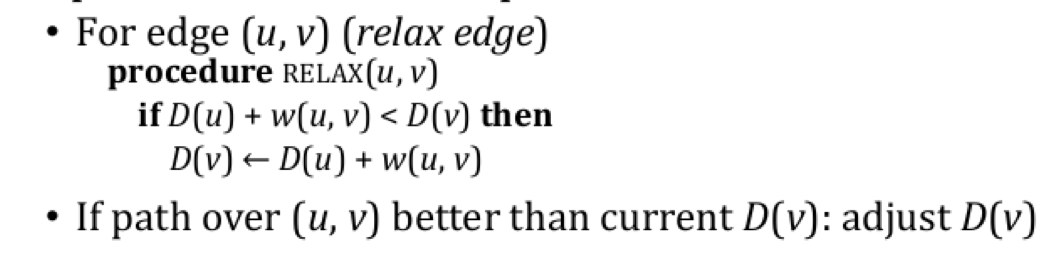 • For edge (u, v) (relax edge)
procedure RELAX(u, v)
if D(u) + w(u, v) < D(v) then
D(v) ← D(u) + w(u, v)
• If path over (u, v) better than current D(v): adjust D(v)